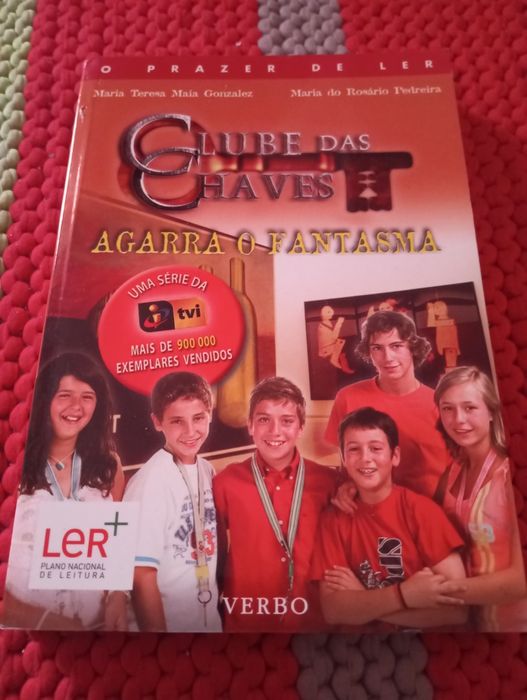 O PRAZER DE LER
Maria Teresa Maia Gonzalez
Maria do Rosário Pedreira
CLUBE DAS
CHAVES
AGARRA O FANTASMA
UMA SÉRIE DA
tvi
MAIS DE 900 000
EXEMPLARES VENDIDOS
LER+
PLANO NACIONAL
DE LEITURA
VERBO